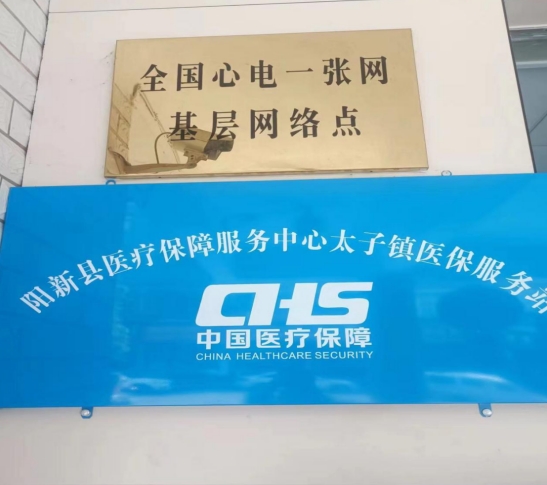 全国心电一张网
基层网络点
阳新县医疗保障服务中心太子镇医保服务站
CHS
中国医疗保障
CHINA HEALTHCARE SECURITY